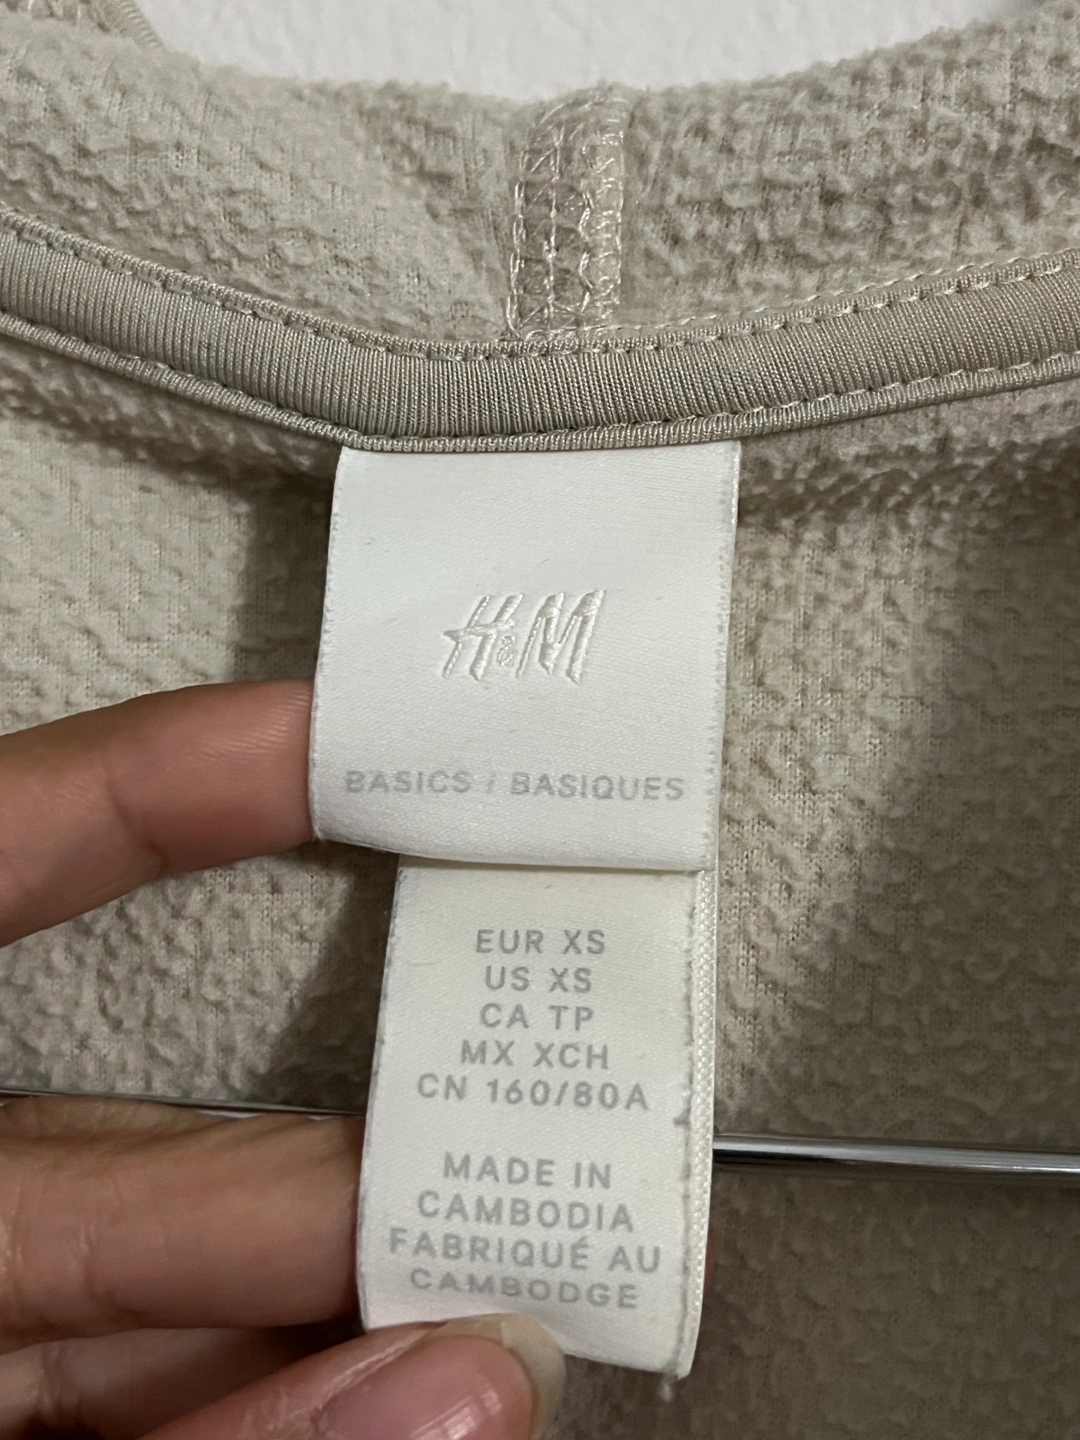 H&M
BASICS / BASIQUES
EUR XS
US XS
CA TP
MX XCH
CN 160/80A
MADE IN
CAMBODIA
FABRIQUÉ AU
CAMBODGE